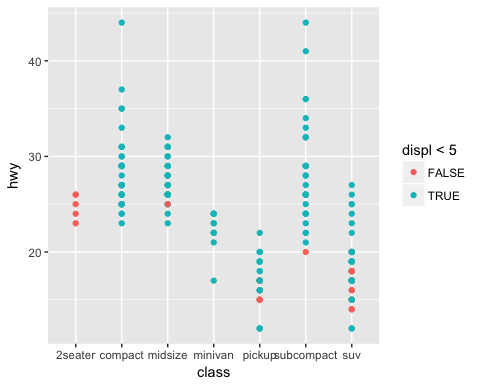 hwy
40
30
20
2seater compact midsize minivan pickup subcompact suv
class
displ < 5
FALSE
TRUE